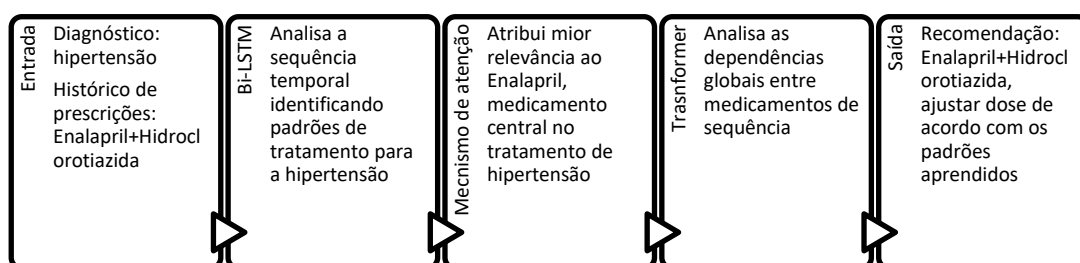 Entrada
Diagnóstico:
hipertensão
Histórico de
prescrições:
Enalapril+Hidrocl
orotiazida
Bi-LSTM
Analisa a
sequência
temporal
identificando
padrões de
tratamento para
a hipertensão
Mecnismo de atenção
Atribui mior
relevância ao
Enalapril,
medicamento
central no
tratamento de
hipertensão
Trasnformer
Analisa as
dependências
globais entre
medicamentos de
sequência
Saída
Recomendação:
Enalapril+Hidrocl
orotiazida,
ajustar dose de
acordo com os
padrões
aprendidos